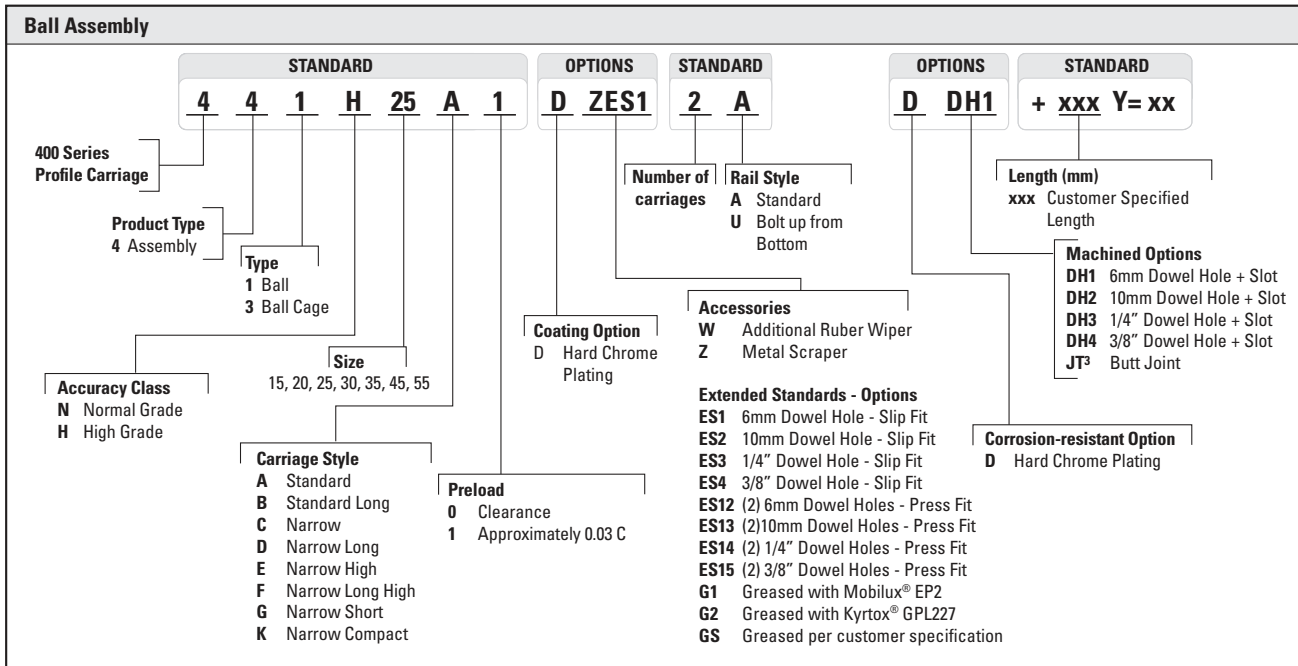 Ball Assembly
STANDARD
OPTIONS
STANDARD
OPTIONS
STANDARD
4 4 1 H 25 A 1
D ZES1
2 A
D DH1
+ xxx Y= xx
400 Series
Profile Carriage
Product Type
4 Assembly
Type
1 Ball
3 Ball Cage
Accuracy Class
N Normal Grade
H High Grade
Size
15, 20, 25, 30, 35, 45, 55
Carriage Style
A Standard
B Standard Long
C Narrow
D Narrow Long
E Narrow High
F Narrow Long High
G Narrow Short
K Narrow Compact
Preload
0 Clearance
1 Approximately 0.03 C
Coating Option
D Hard Chrome
Plating
Number of
carriages
Rail Style
A Standard
U Bolt up from
Bottom
Accessories
W Additional Ruber Wiper
Z Metal Scraper
Extended Standards - Options
ES1 6mm Dowel Hole - Slip Fit
ES2 10mm Dowel Hole - Slip Fit
ES3 1/4” Dowel Hole - Slip Fit
ES4 3/8” Dowel Hole - Slip Fit
ES12 (2) 6mm Dowel Holes - Press Fit
ES13 (2)10mm Dowel Holes - Press Fit
ES14 (2) 1/4” Dowel Holes - Press Fit
ES15 (2) 3/8” Dowel Holes - Press Fit
G1 Greased with Mobilux® EP2
G2 Greased with Kyrtox® GPL227
GS Greased per customer specification
Length (mm)
xxx Customer Specified
Length
Machined Options
DH1 6mm Dowel Hole + Slot
DH2 10mm Dowel Hole + Slot
DH3 1/4” Dowel Hole + Slot
DH4 3/8” Dowel Hole + Slot
JT³ Butt Joint
Corrosion-resistant Option
D Hard Chrome Plating